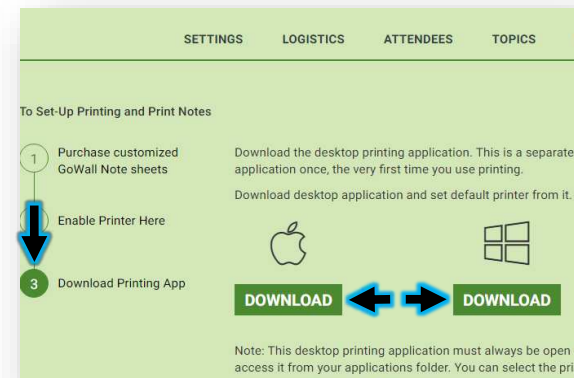 SETTINGS LOGISTICS ATTENDEES TOPICS
To Set-Up Printing and Print Notes
1 Purchase customized
GoWall Note sheets
Enable Printer Here
3 Download Printing App
Download the desktop printing application. This is a separate
application once, the very first time you use printing.
Download desktop application and set default printer from it.
DOWNLOAD DOWNLOAD
Note: This desktop printing application must always be open
access it from your applications folder. You can select the pri